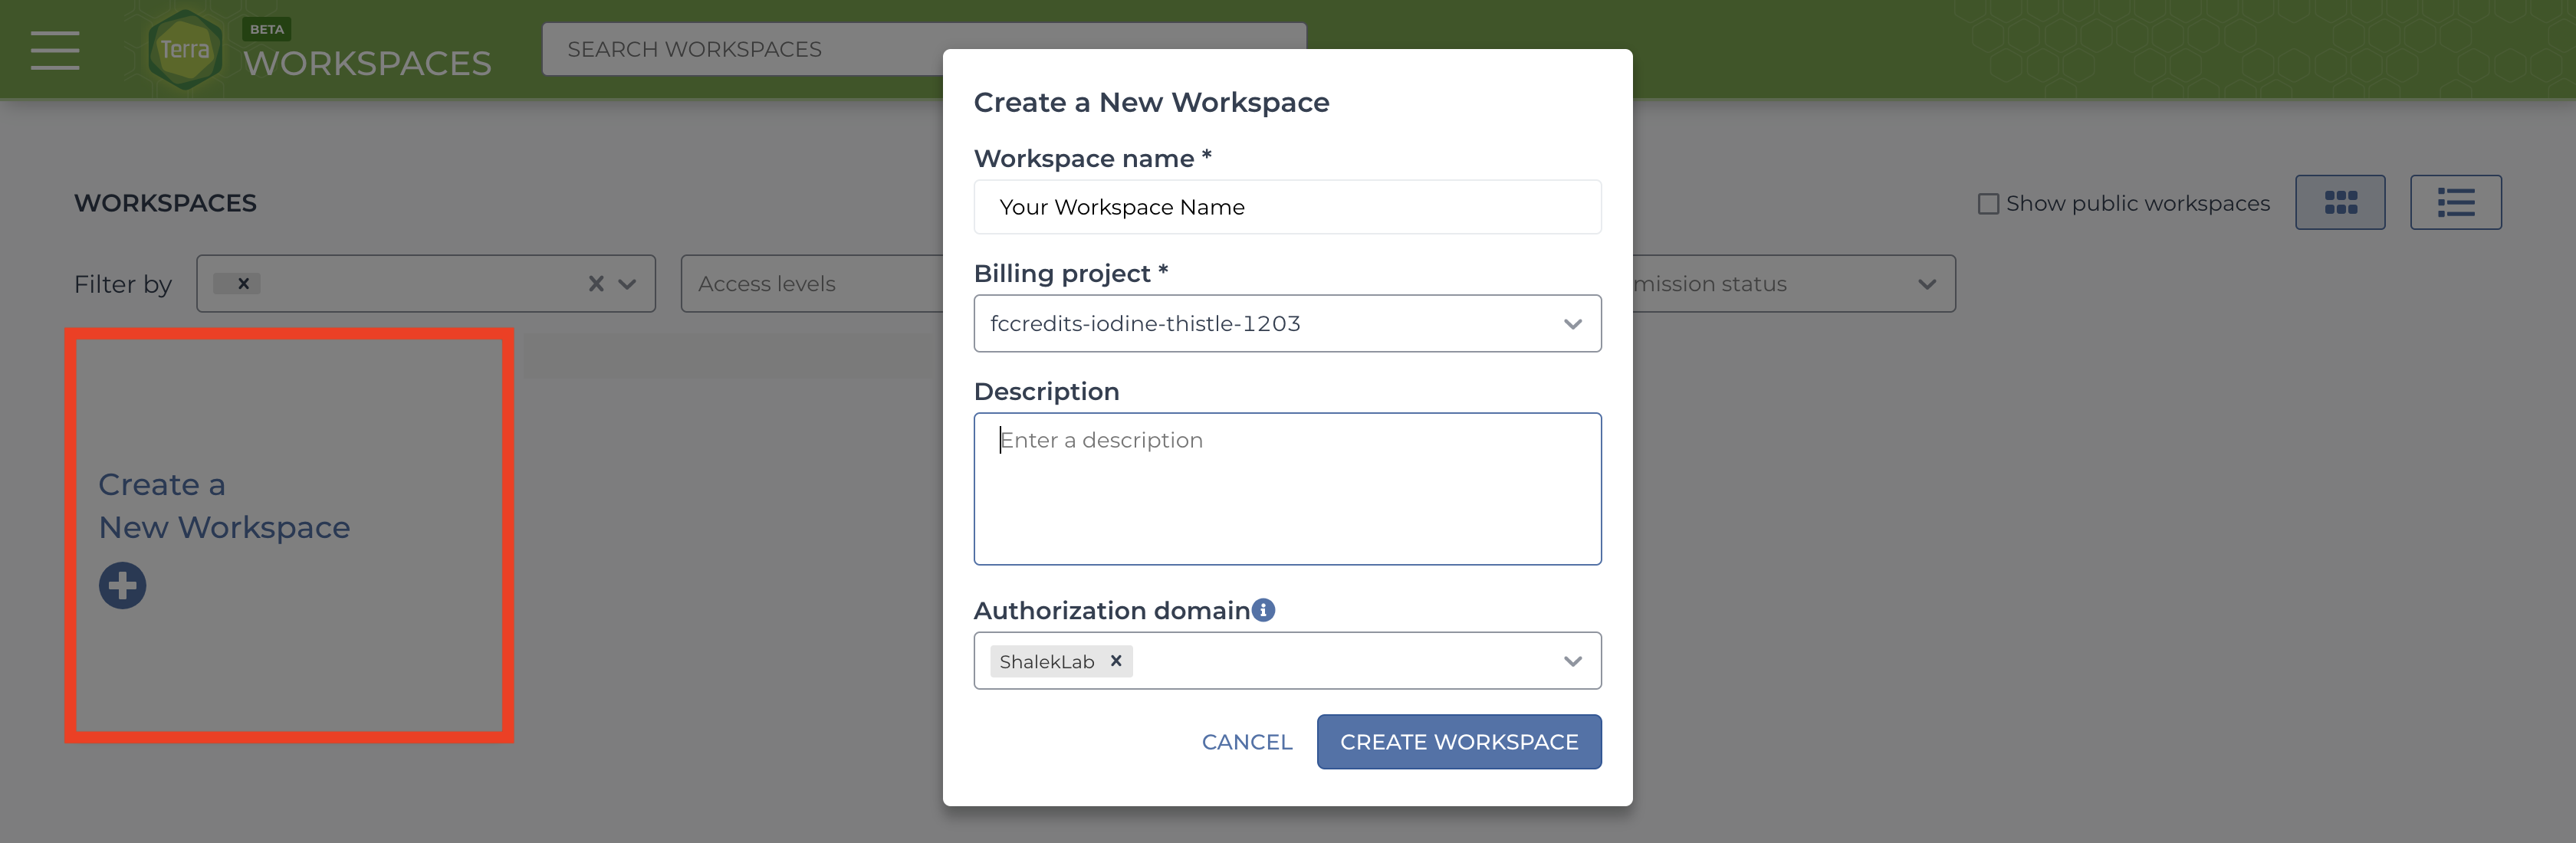 Terra
BETA
WORKSPACES
SEARCH WORKSPACES
WORKSPACES
Show public workspaces
Filter by
Access levels
mission status
Create a
New Workspace
Create a New Workspace
Workspace name *
Your Workspace Name
Billing project *
fccredits-iodine-thistle-1203
Description
Enter a description
Authorization domain
ShalekLab
CANCEL
CREATE WORKSPACE